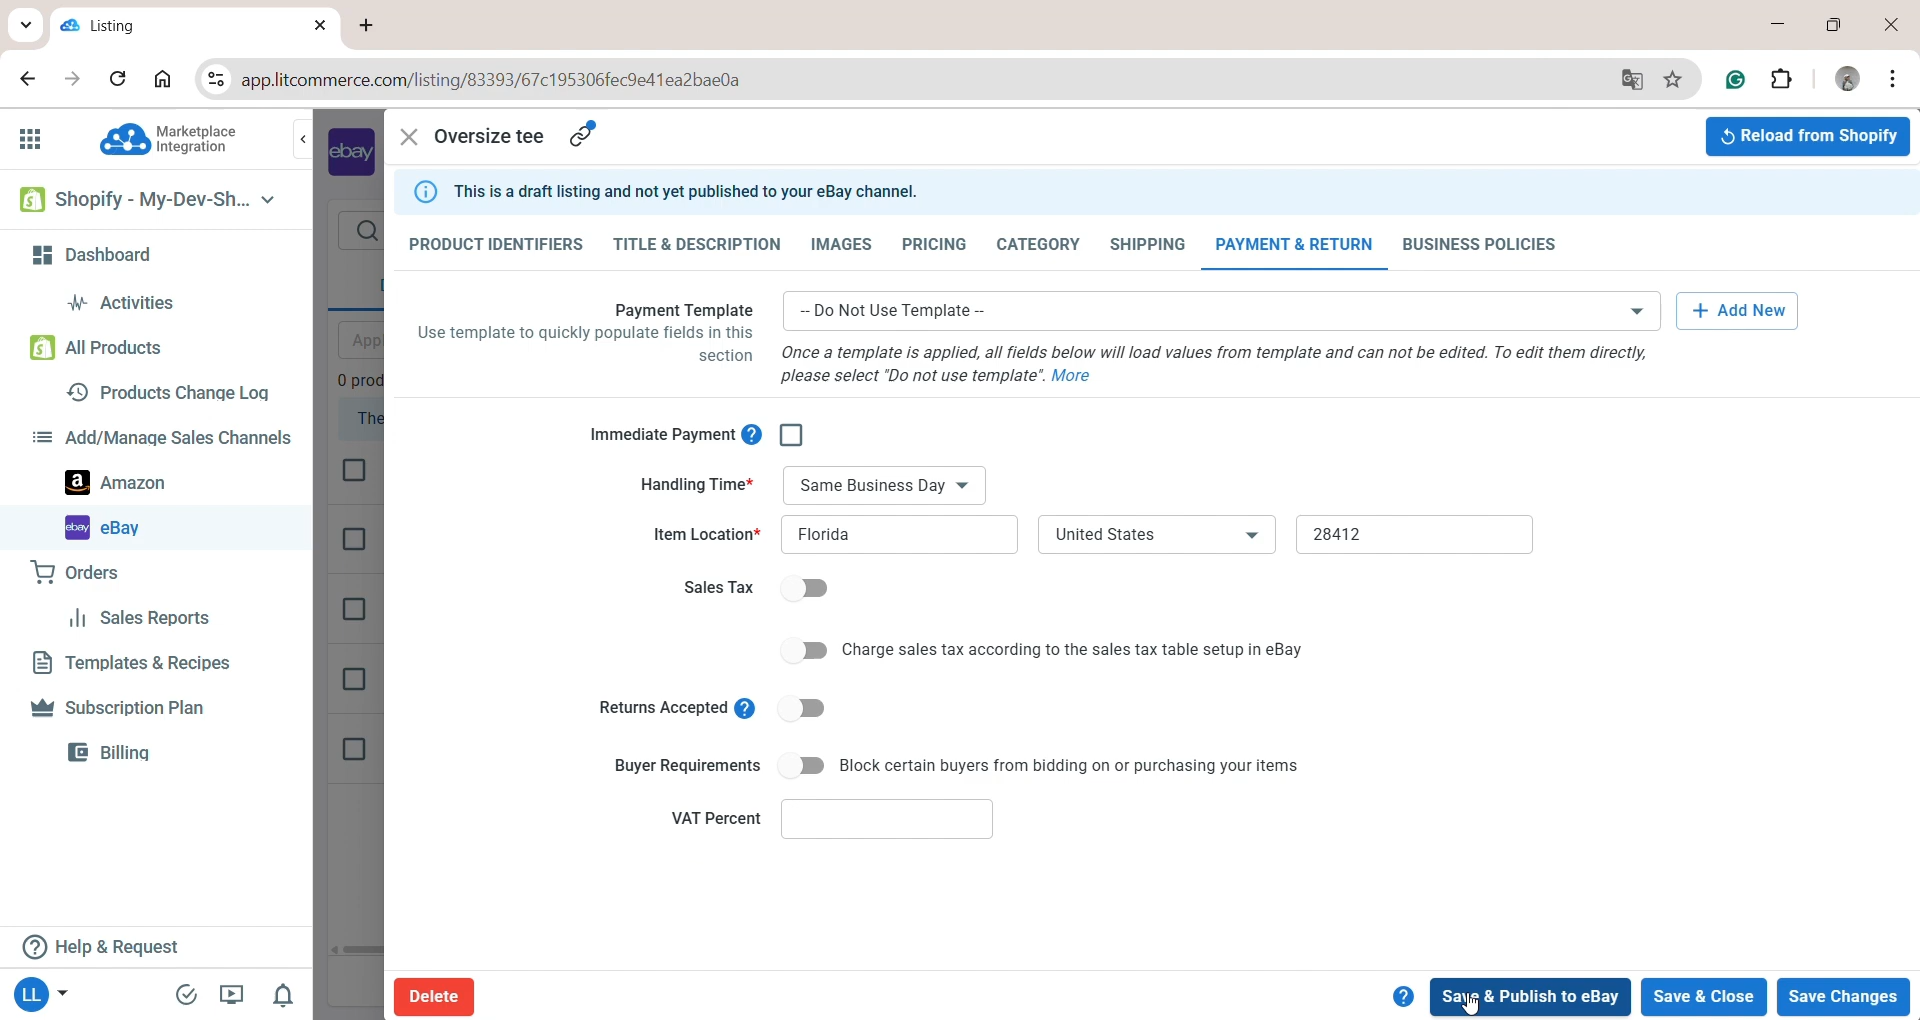 Listing
app.litcommerce.com/listing/83393/67c195306fec9e41ea2bae0a
Marketplace
Integration
ebay
Oversize tee
Reload from Shopify
Shopify - My-Dev-Sh...
This is a draft listing and not yet published to your eBay channel.
PRODUCT IDENTIFIERS
TITLE & DESCRIPTION
IMAGES
PRICING
CATEGORY
SHIPPING
PAYMENT & RETURN
BUSINESS POLICIES
Dashboard
Activities
All Products
Products Change Log
Add/Manage Sales Channels
a Amazon
ebay eBay
Orders
Sales Reports
Templates & Recipes
Subscription Plan
Billing
Help & Request
LL
0 prod
The
Payment Template
Use template to quickly populate fields in this
section
-- Do Not Use Template --
+ Add New
Once a template is applied, all fields below will load values from template and can not be edited. To edit them directly,
please select "Do not use template". More
Immediate Payment ?
Handling Time* Same Business Day
Item Location* Florida United States 28412
Sales Tax
Charge sales tax according to the sales tax table setup in eBay
Returns Accepted ?
Buyer Requirements Block certain buyers from bidding on or purchasing your items
VAT Percent
Delete
? Save & Publish to eBay
Save & Close
Save Changes